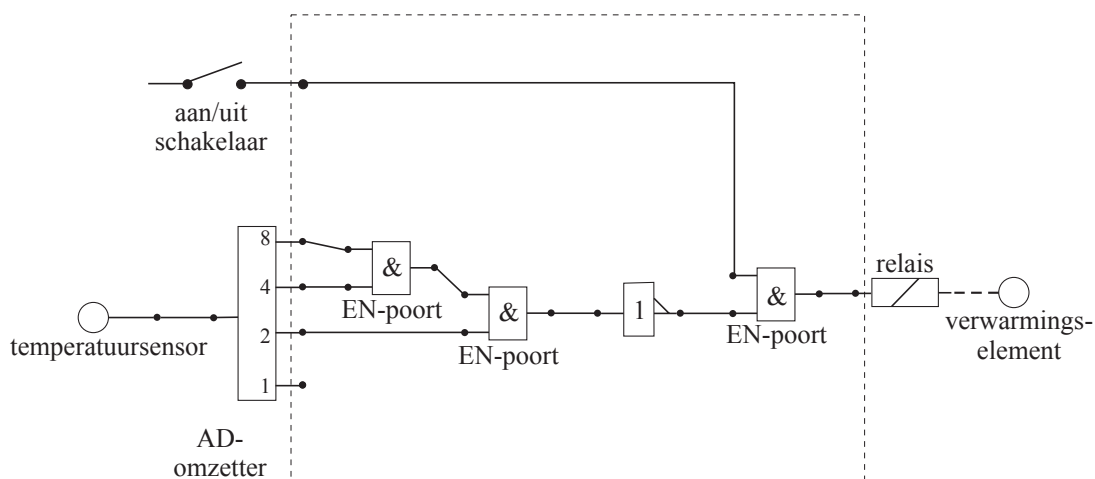 aan/uit
schakelaar
8
4
2
1
&
EN-poort
&
EN-poort
1
&
EN-poort
relais
temperatuursensor
verwarmings-
element
AD-
omzetter